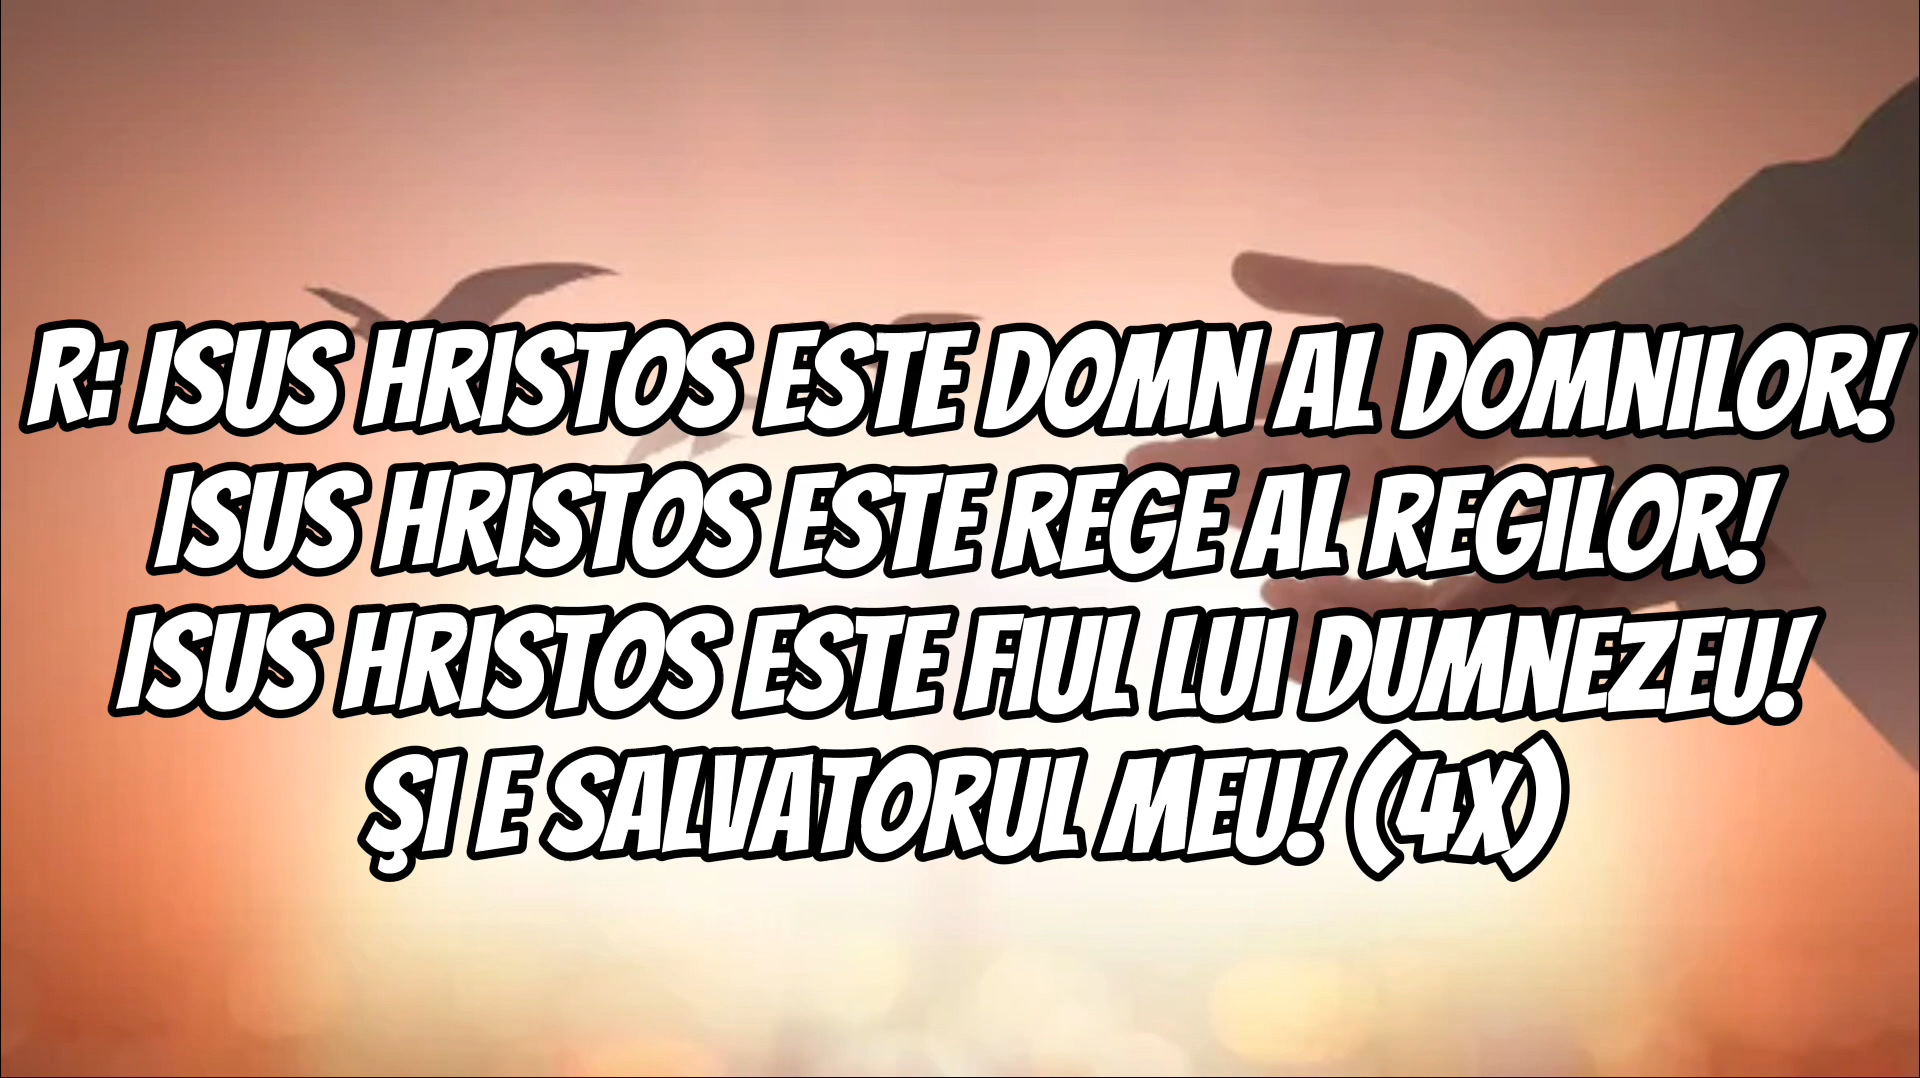 R: ISUS HRISTOS ESTE DOMN AL DOMNILOR!
ISUS HRISTOS ESTE REGE AL REGILOR!
ISUS HRISTOS ESTE FIUL LUI DUMNEZEU!
ŞI E SALVATORUL MEU! (4X)